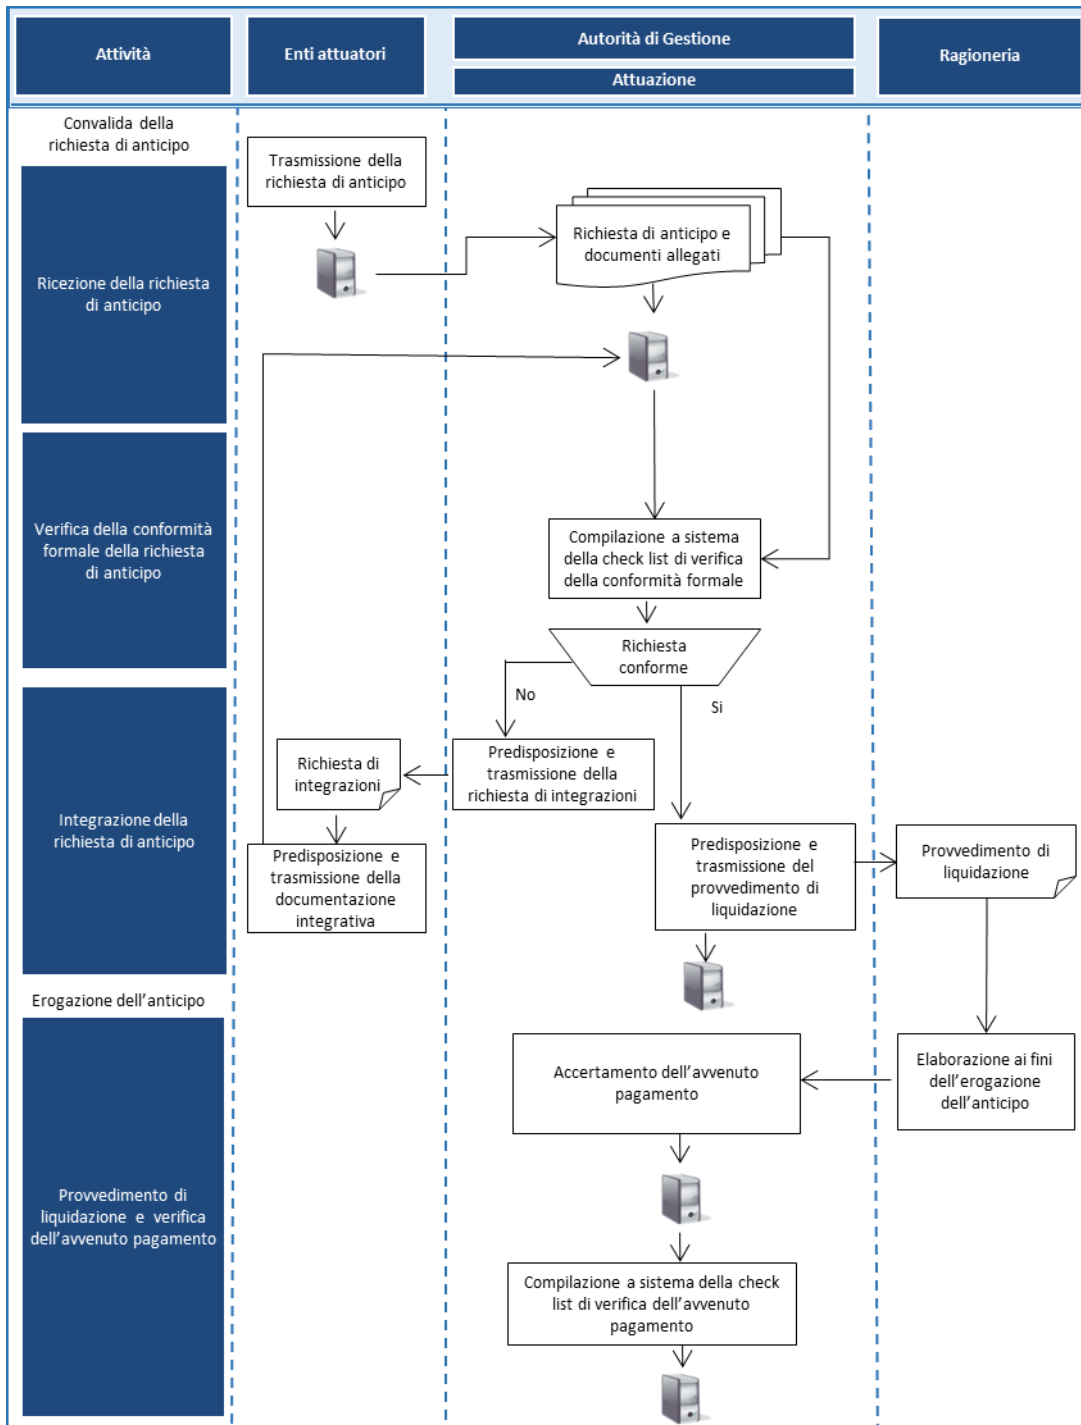 Attività
Enti attuatori
Autorità di Gestione
Attuazione
Ragioneria
Convalida della
richiesta di anticipo
Trasmissione della
richiesta di anticipo
Ricezione della richiesta
di anticipo
Richiesta di anticipo e
documenti allegati
Verifica della conformità
formale della richiesta
di anticipo
Compilazione a sistema
della check list di verifica
della conformità formale
Richiesta
conforme
No
Si
Integrazione della
richiesta di anticipo
Richiesta di
integrazioni
Predisposizione e
trasmissione della
richiesta di integrazioni
Predisposizione e
trasmissione della
documentazione
integrativa
Predisposizione e
trasmissione del
provvedimento di
liquidazione
Provvedimento di
liquidazione
Erogazione dell'anticipo
Provvedimento di
liquidazione e verifica
dell'avvenuto pagamento
Accertamento dell'avvenuto
pagamento
Elaborazione ai fini
dell'erogazione
dell'anticipo
Compilazione a sistema della check
list di verifica dell'avvenuto
pagamento